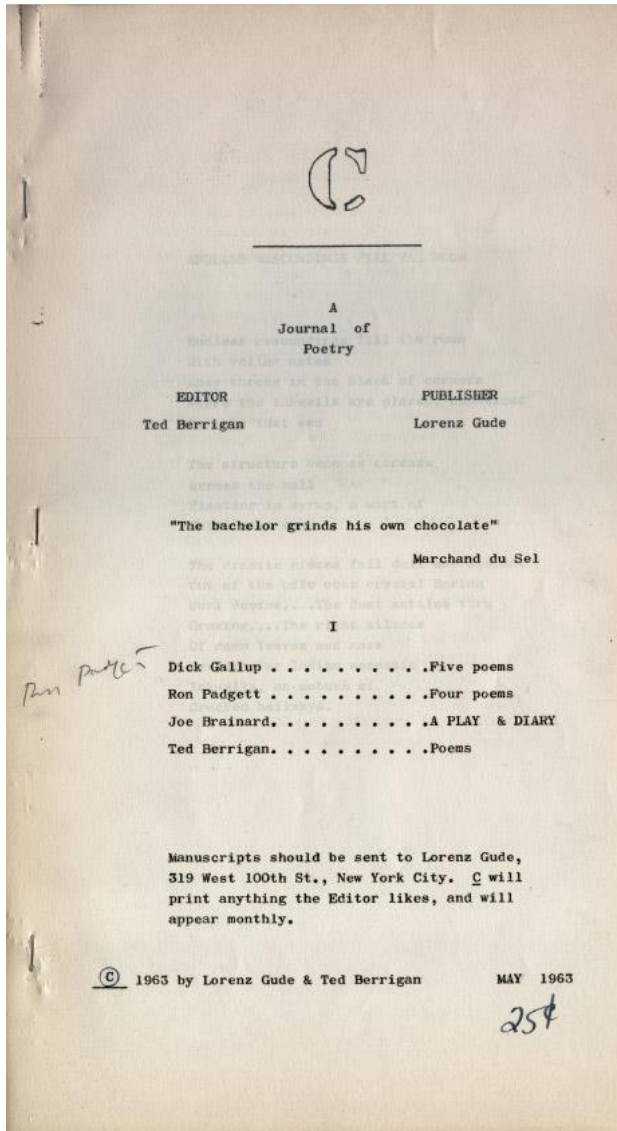 C
A
Journal of
Poetry
EDITOR PUBLISHER
Ted Berrigan Lorenz Gude
"The bachelor grinds his own chocolate"
Marchand du Sel
I
Ron Padgett
Dick Gallup . . . . . . . . . .Five poems
Ron Padgett . . . . . . . . . .Four poems
Joe Brainard. . . . . . . . . .A PLAY & DIARY
Ted Berrigan. . . . . . . . . .Poems
Manuscripts should be sent to Lorenz Gude,
319 West 100th St., New York City. C will
print anything the Editor likes, and will
appear monthly.
© 1963 by Lorenz Gude & Ted Berrigan MAY 1963
25¢